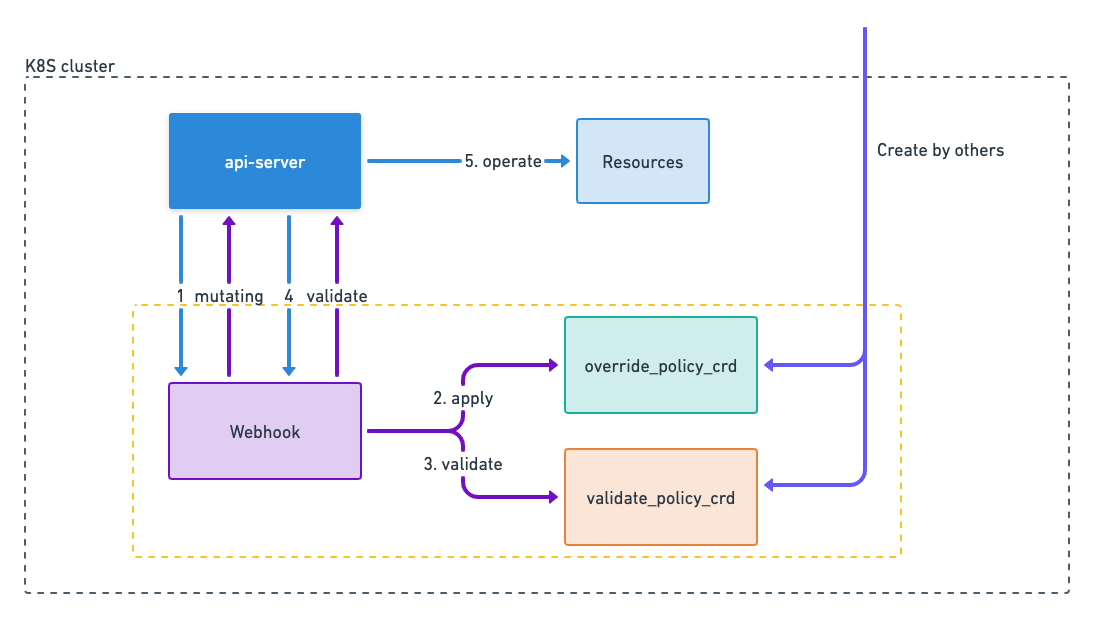 K8S cluster
api-server
5. operate
Resources
Create by others
1
mutating
4
validate
override_policy_crd
2. apply
Webhook
3. validate
validate_policy_crd